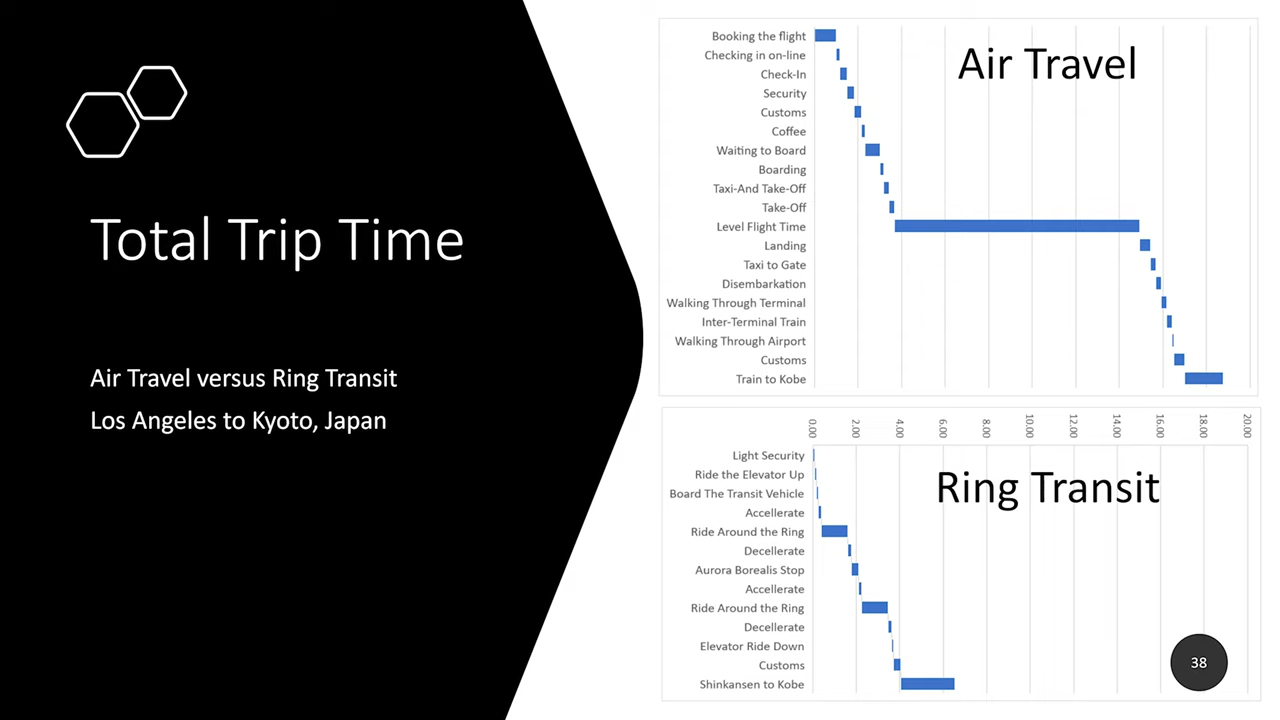 Total Trip Time
Air Travel versus Ring Transit
Los Angeles to Kyoto, Japan
Air Travel
Booking the flight
Checking in on-line
Check-In
Security
Customs
Coffee
Waiting to Board
Boarding
Taxi-And Take-Off
Take-Off
Level Flight Time
Landing
Taxi to Gate
Disembarkation
Walking Through Terminal
Inter-Terminal Train
Walking Through Airport
Customs
Train to Kobe
0.00 2.00 4.00 6.00 8.00 10.00 12.00 14.00 16.00 18.00 20.00
Ring Transit
Light Security
Ride the Elevator Up
Board The Transit Vehicle
Accellerate
Ride Around the Ring
Decellerate
Aurora Borealis Stop
Accellerate
Ride Around the Ring
Decellerate
Elevator Ride Down
Customs
Shinkansen to Kobe
38